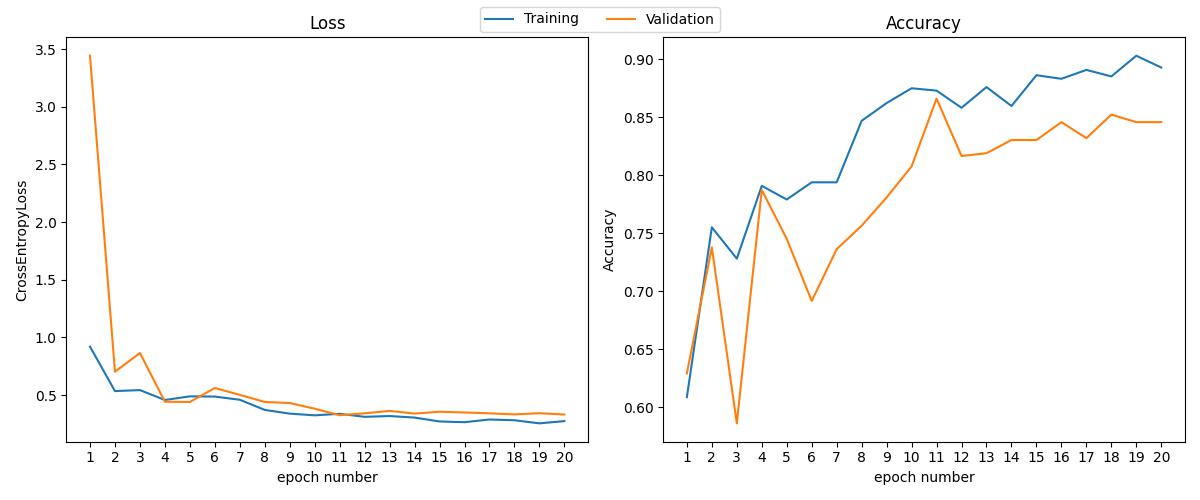 Training Validation
Loss
CrossEntropyLoss
3.5
3.0
2.5
2.0
1.5
1.0
0.5
1 2 3 4 5 6 7 8 9 10 11 12 13 14 15 16 17 18 19 20
epoch number
Accuracy
Accuracy
0.90
0.85
0.80
0.75
0.70
0.65
0.60
1 2 3 4 5 6 7 8 9 10 11 12 13 14 15 16 17 18 19 20
epoch number